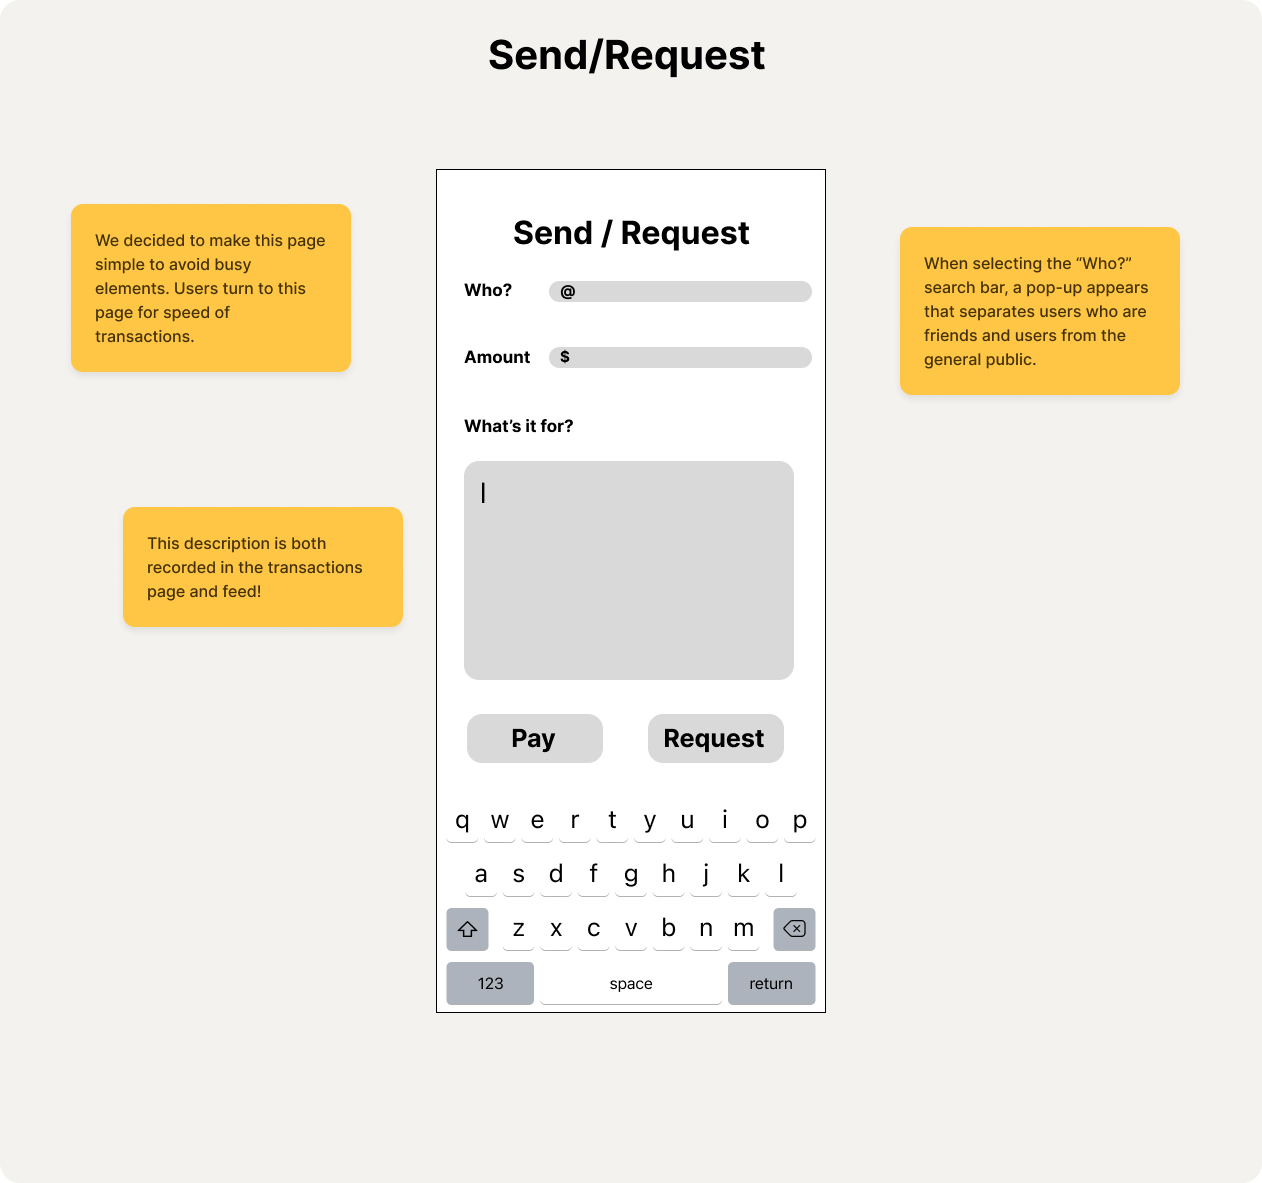 Send/Request
We decided to make this page
simple to avoid busy
elements. Users turn to this
page for speed of
transactions.
Send / Request
Who? @
Amount $
What’s it for?
When selecting the “Who?”
search bar, a pop-up appears
that separates users who are
friends and users from the
general public.
This description is both
recorded in the transactions
page and feed!
Pay Request
q w e r t y u i o p
a s d f g h j k l
z x c v b n m
123 space return